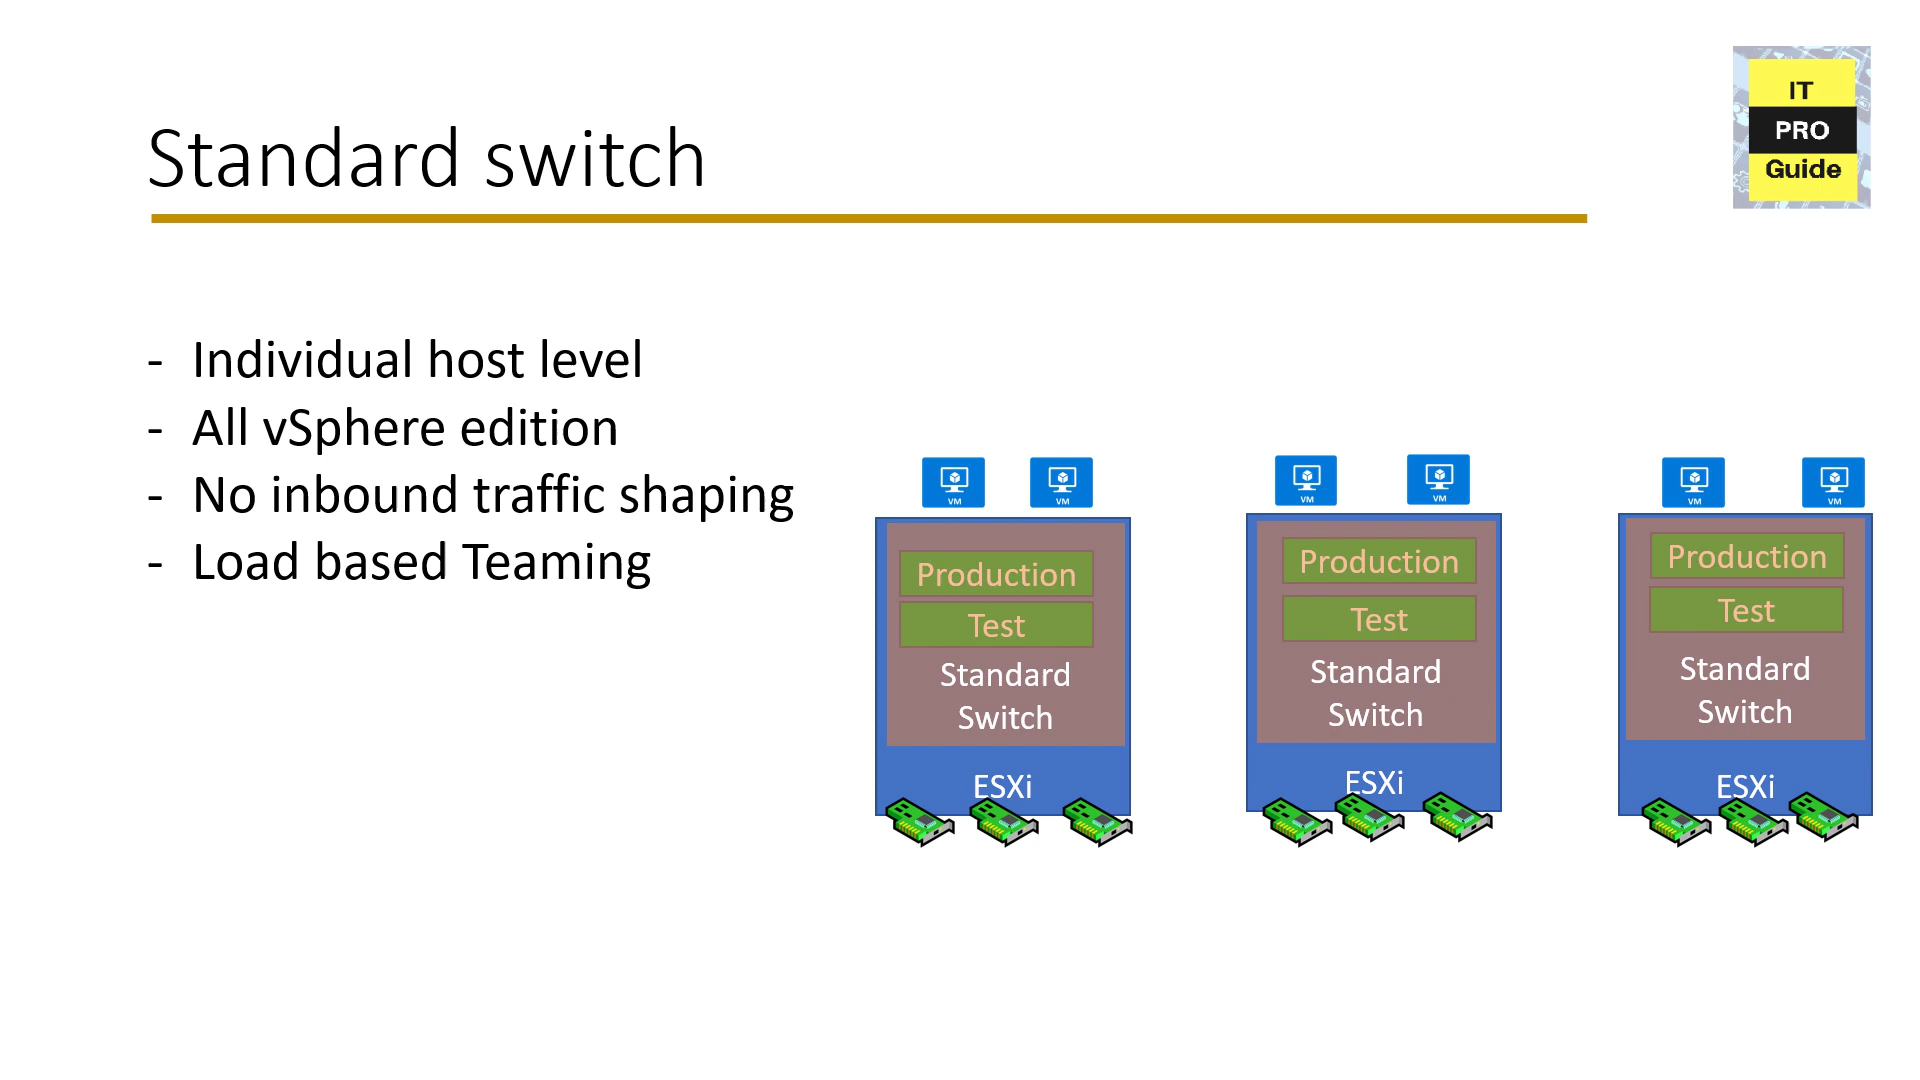 IT
PRO
Guide
Standard switch
- Individual host level
- All vSphere edition
- No inbound traffic shaping
- Load based Teaming
VM
VM
Production
Test
Standard
Switch
ESXi
VM
VM
Production
Test
Standard
Switch
ESXi
VM
VM
Production
Test
Standard
Switch
ESXi